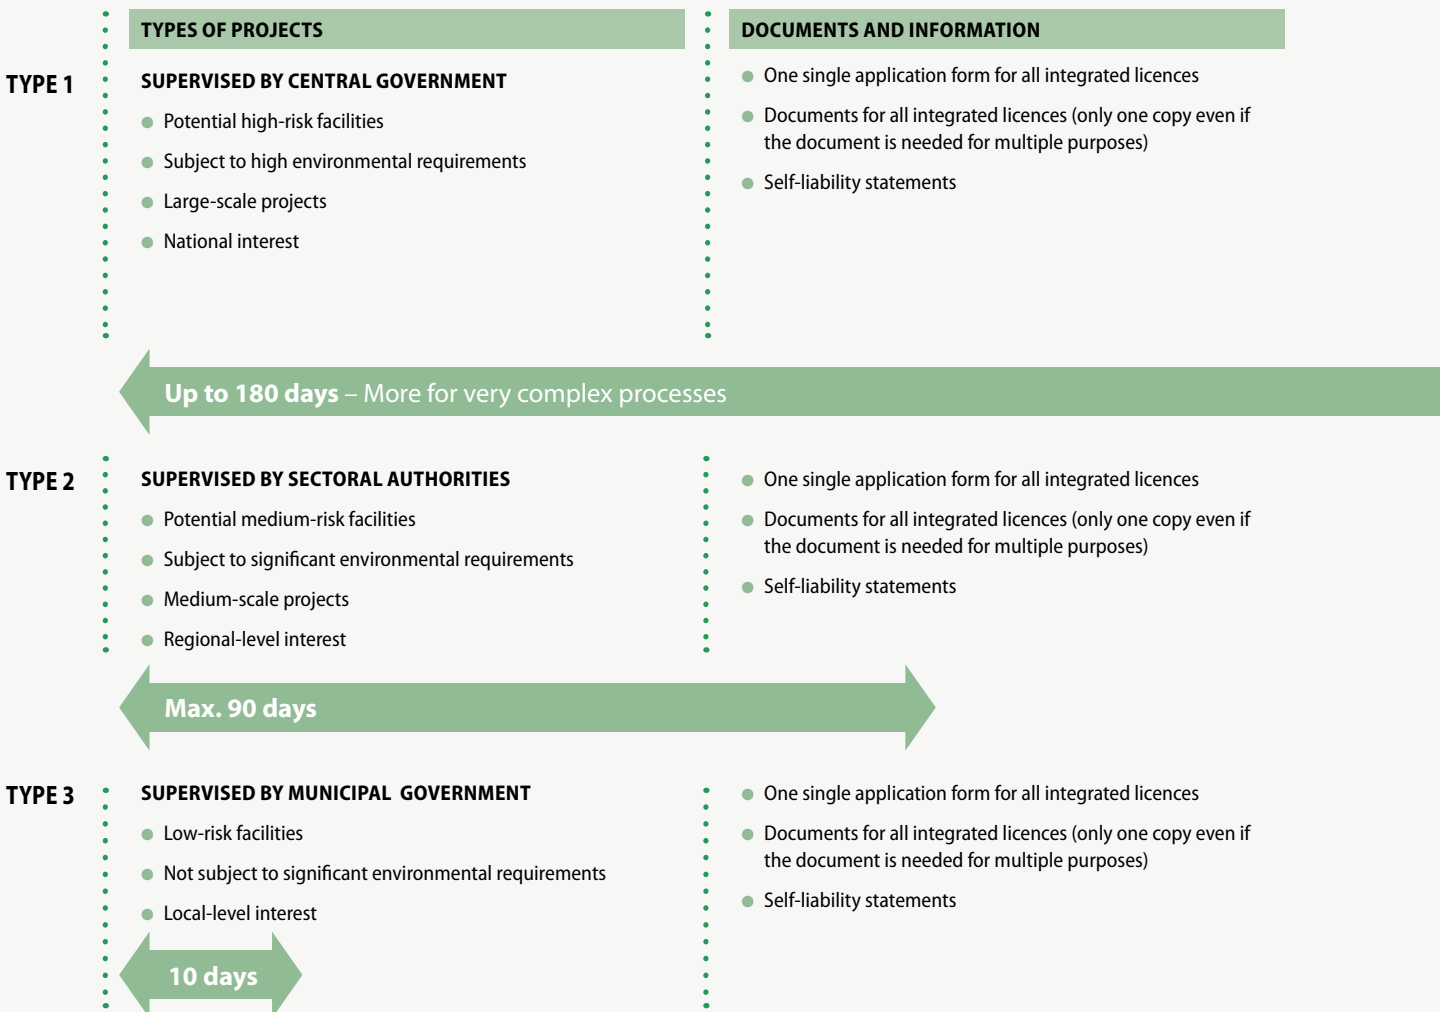 TYPES OF PROJECTS
DOCUMENTS AND INFORMATION
TYPE 1
SUPERVISED BY CENTRAL GOVERNMENT
Potential high-risk facilities
Subject to high environmental requirements
Large-scale projects
National interest
One single application form for all integrated licences
Documents for all integrated licences (only one copy even if
the document is needed for multiple purposes)
Self-liability statements
Up to 180 days – More for very complex processes
TYPE 2
SUPERVISED BY SECTORAL AUTHORITIES
Potential medium-risk facilities
Subject to significant environmental requirements
Medium-scale projects
Regional-level interest
One single application form for all integrated licences
Documents for all integrated licences (only one copy even if
the document is needed for multiple purposes)
Self-liability statements
Max. 90 days
TYPE 3
SUPERVISED BY MUNICIPAL GOVERNMENT
Low-risk facilities
Not subject to significant environmental requirements
Local-level interest
One single application form for all integrated licences
Documents for all integrated licences (only one copy even if
the document is needed for multiple purposes)
Self-liability statements
10 days